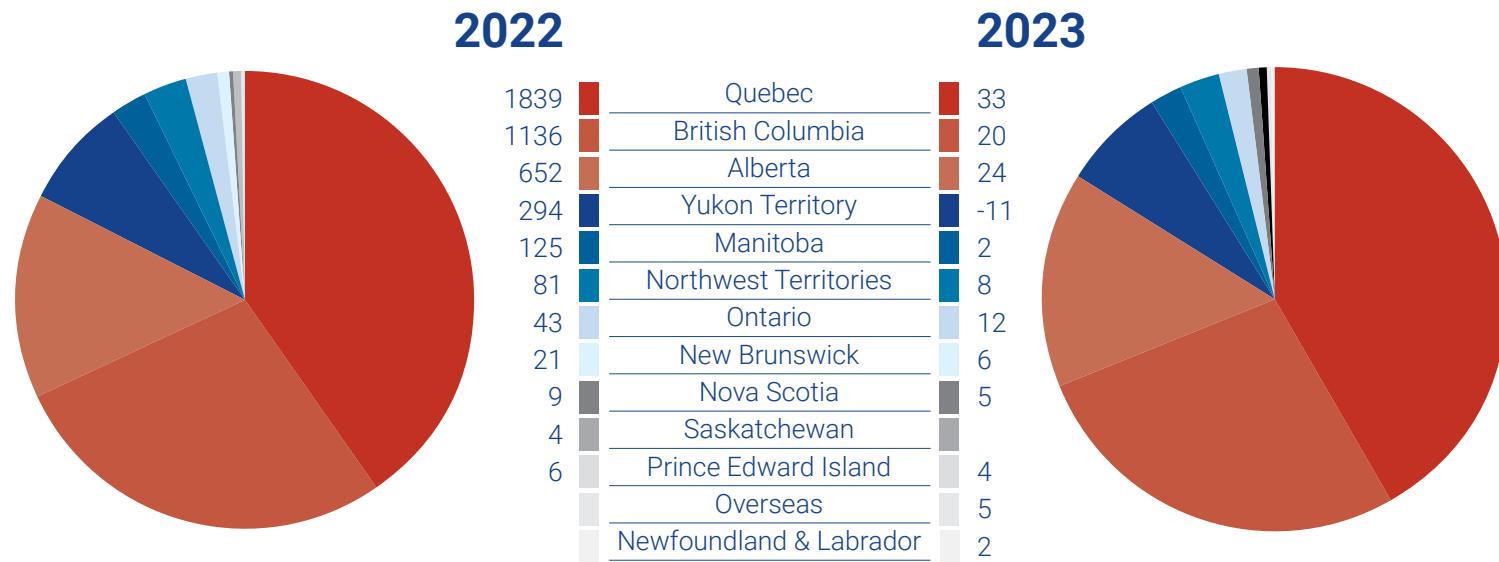 2022 2023
1839 Quebec 33
1136 British Columbia 20
652 Alberta 24
294 Yukon Territory -11
125 Manitoba 2
81 Northwest Territories 8
43 Ontario 12
21 New Brunswick 6
9 Nova Scotia 5
4 Saskatchewan
6 Prince Edward Island 4
Overseas 5
Newfoundland & Labrador 2